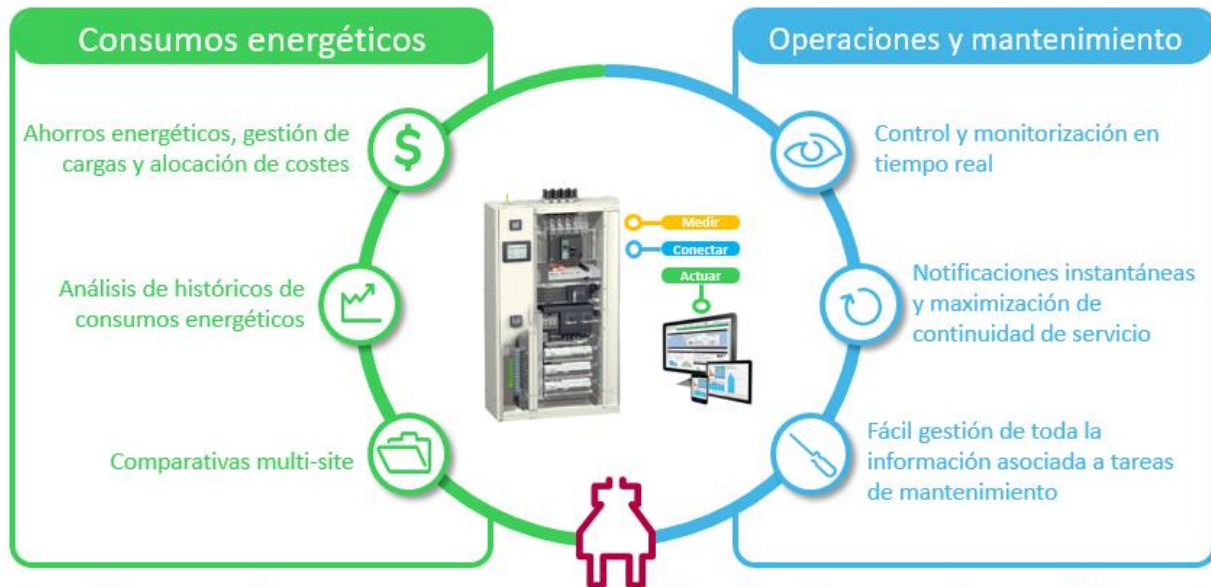 Consumos energéticos
Ahorros energéticos, gestión de
cargas y alocación de costes
Análisis de históricos de
consumos energéticos
Comparativas multi-site
Medir
Conectar
Actuar
Operaciones y mantenimiento
Control y monitorización en
tiempo real
Notificaciones instantáneas
y maximización de
continuidad de servicio
Fácil gestión de toda la
información asociada a tareas
de mantenimiento